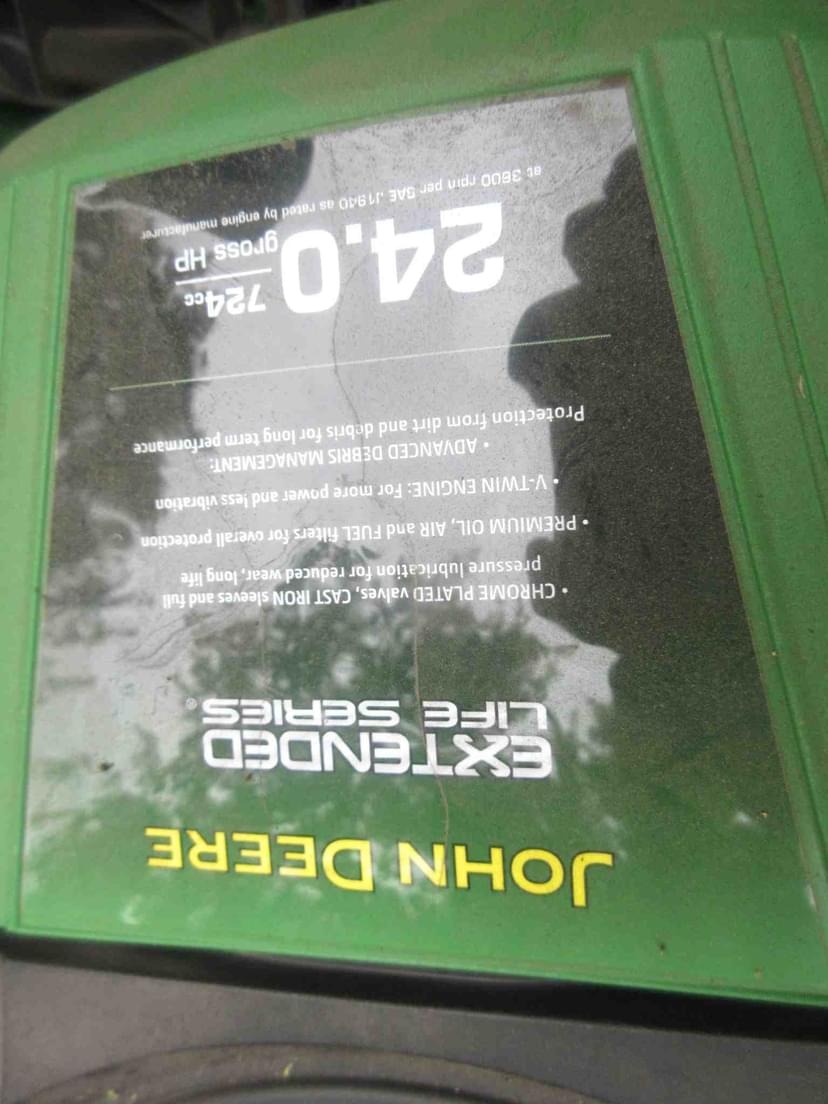 JOHN DEERE
EXTENDED
LIFE SERIES®
• CHROME PLATED valves, CAST IRON sleeves and full
pressure lubrication for reduced wear, long life
• PREMIUM OIL, AIR and FUEL filters for overall protection
• V-TWIN ENGINE: For more power and less vibration
• ADVANCED DEBRIS MANAGEMENT:
Protection from dirt and debris for long term performance
24.0 724cc
gross HP
at 3600 rpm per SAE J1940 as rated by engine manufacturer